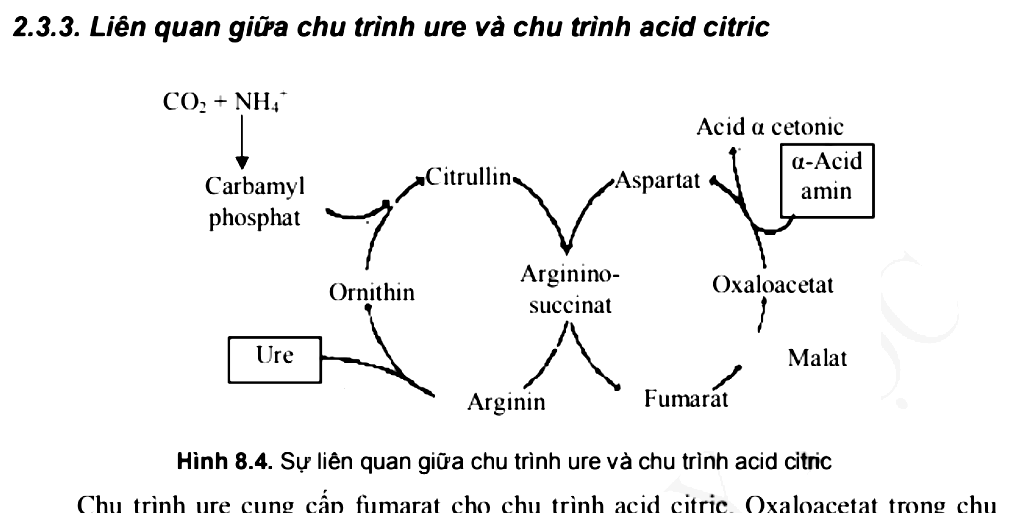 2.3.3. Liên quan giữa chu trình ure và chu trình acid citric
CO₂ + NH₄⁺
Acid α cetonic
α-Acid
amin
Carbamyl
phosphat
Citrullin
Aspartat
Ornithin
Arginino-
succinat
Oxaloacetat
Ure
Malat
Arginin
Fumarat
Hình 8.4. Sự liên quan giữa chu trình ure và chu trình acid citric
Chu trình ure cung cấp fumarat cho chu trình acid citric. Oxaloacetat trong chu